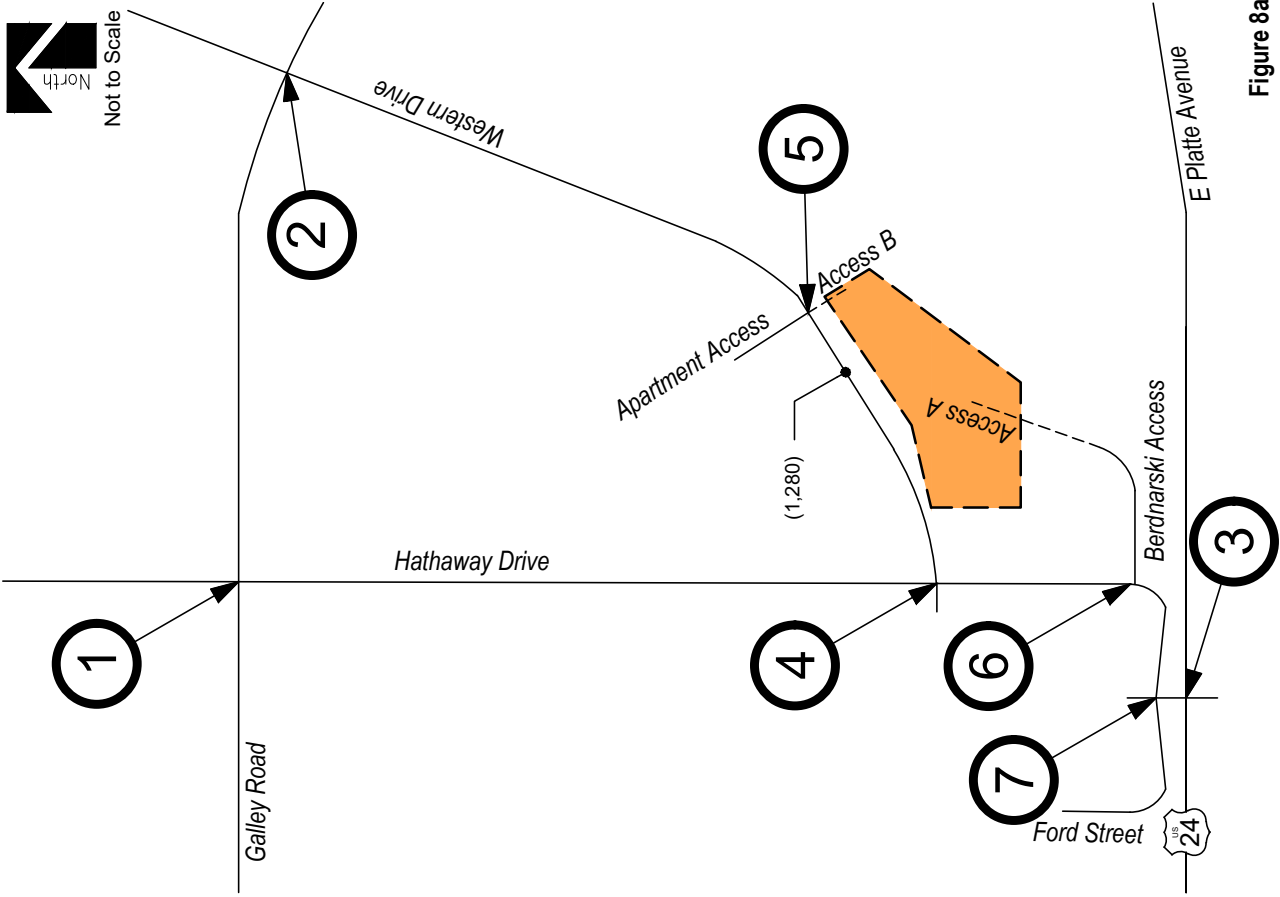 North
Not to Scale
Western Drive
2
5
Access B
Apartment Access
(1,280)
Access A
Hathaway Drive
1
Galley Road
4
6
7
3
Berdnarski Access
E Platte Avenue
Ford Street
US
24
Figure 8a